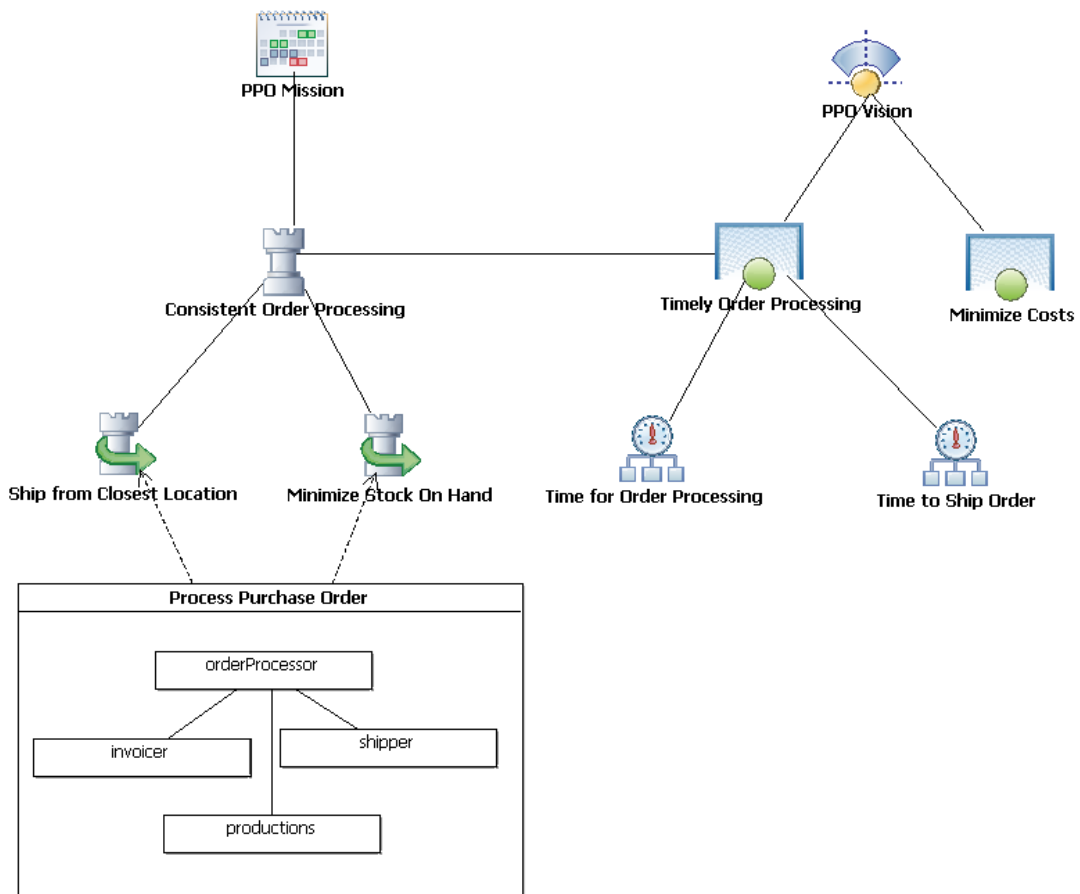 PPO Mission
PPO Vision
Consistent Order Processing
Timely Order Processing
Minimize Costs
Ship from Closest Location
Minimize Stock On Hand
Time for Order Processing
Time to Ship Order
Process Purchase Order
orderProcessor
invoicer
shipper
productions